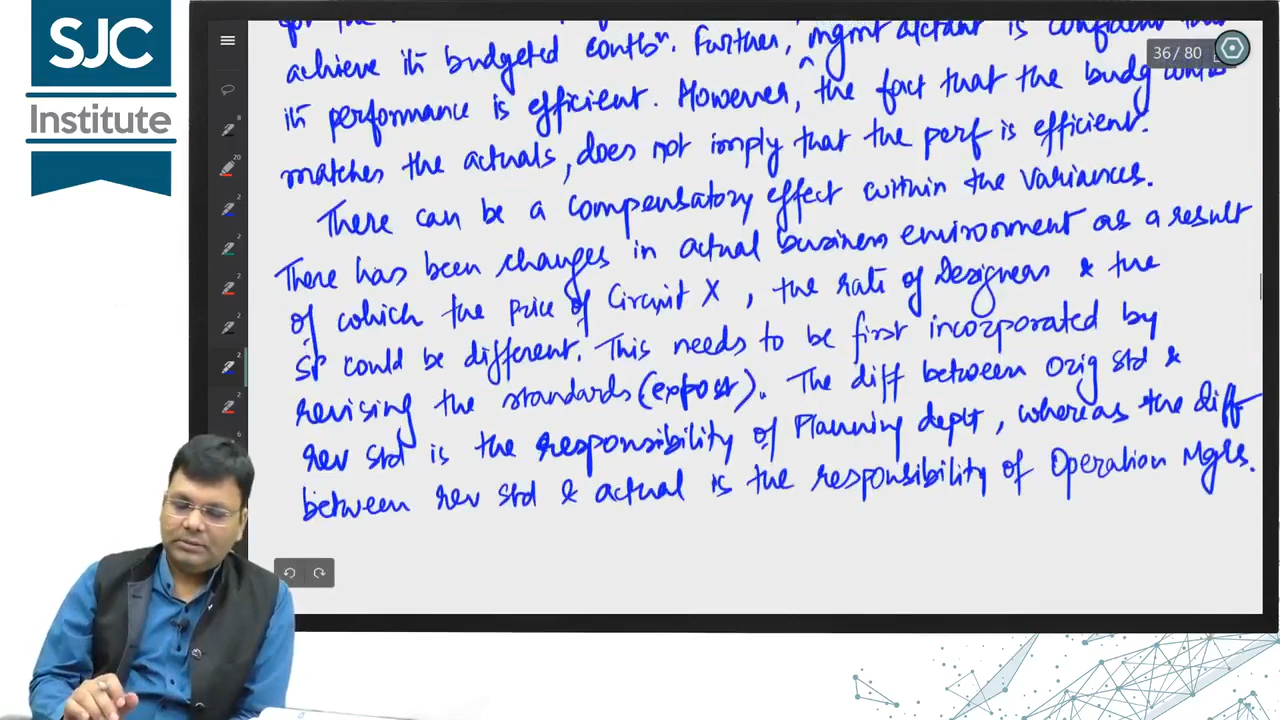 SJC
Institute
36 / 80
for the
achieve its budgeted contbn. Further, mgmt acctant is confident that
its performance is efficient. However, the fact that the budg contb
matches the actuals, does not imply that the perf is efficient.
There can be a compensatory effect within the variances.
There has been changes in actual business environment as a result
of which the price of Circuit X, the rate of Designers & the
SP could be different. This needs to be first incorporated by
revising the standards (expost). The diff between orig std &
rev std is the responsibility of Planning deptt, whereas the diff
between rev std & actual is the responsibility of Operation Mgrs.